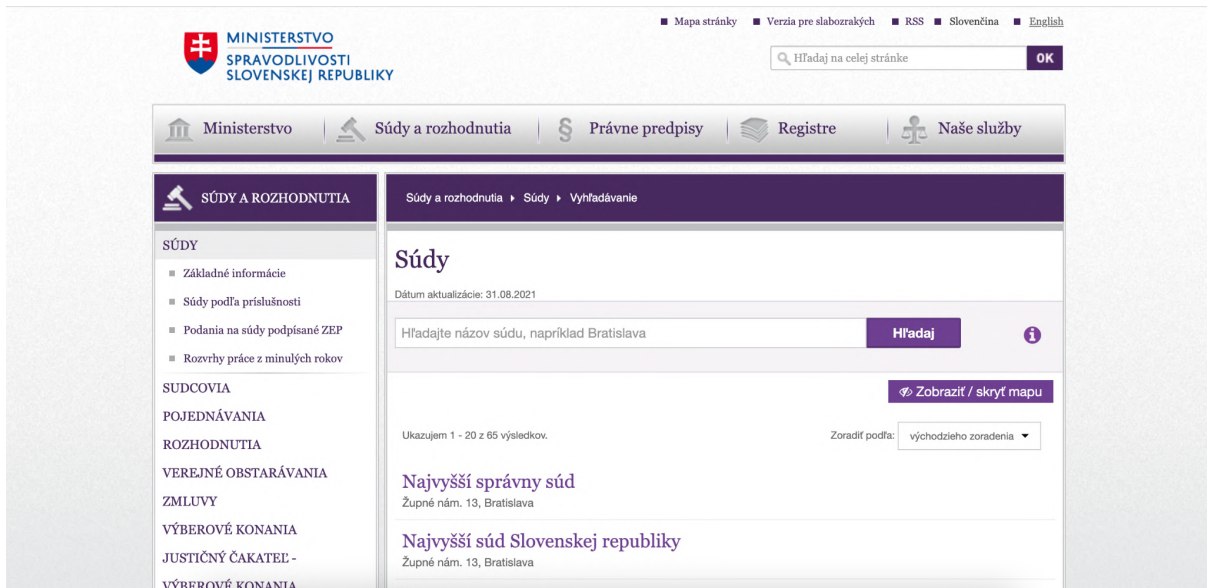 Mapa stránky Verzia pre slabozrakých RSS Slovenčina English
MINISTERSTVO
SPRAVODLIVOSTI
SLOVENSKEJ REPUBLIKY
Hľadaj na celej stránke OK
Ministerstvo Súdy a rozhodnutia § Právne predpisy Registre Naše služby
SÚDY A ROZHODNUTIA
SÚDY
Základné informácie
Súdy podľa príslušnosti
Podania na súdy podpísané ZEP
Rozvrhy práce z minulých rokov
SUDCOVIA
POJEDNÁVANIA
ROZHODNUTIA
VEREJNÉ OBSTARÁVANIA
ZMLUVY
VÝBEROVÉ KONANIA
JUSTIČNÝ ČAKATEĽ -
VÝBEROVÉ KONANIA
Súdy a rozhodnutia Súdy Vyhľadávanie
Súdy
Dátum aktualizácie: 31.08.2021
Hľadajte názov súdu, napríklad Bratislava Hľadaj
Zobraziť / skryť mapu
Ukazujem 1 - 20 z 65 výsledkov. Zoradiť podľa: východzieho zoradenia
Najvyšší správny súd
Župné nám. 13, Bratislava
Najvyšší súd Slovenskej republiky
Župné nám. 13, Bratislava